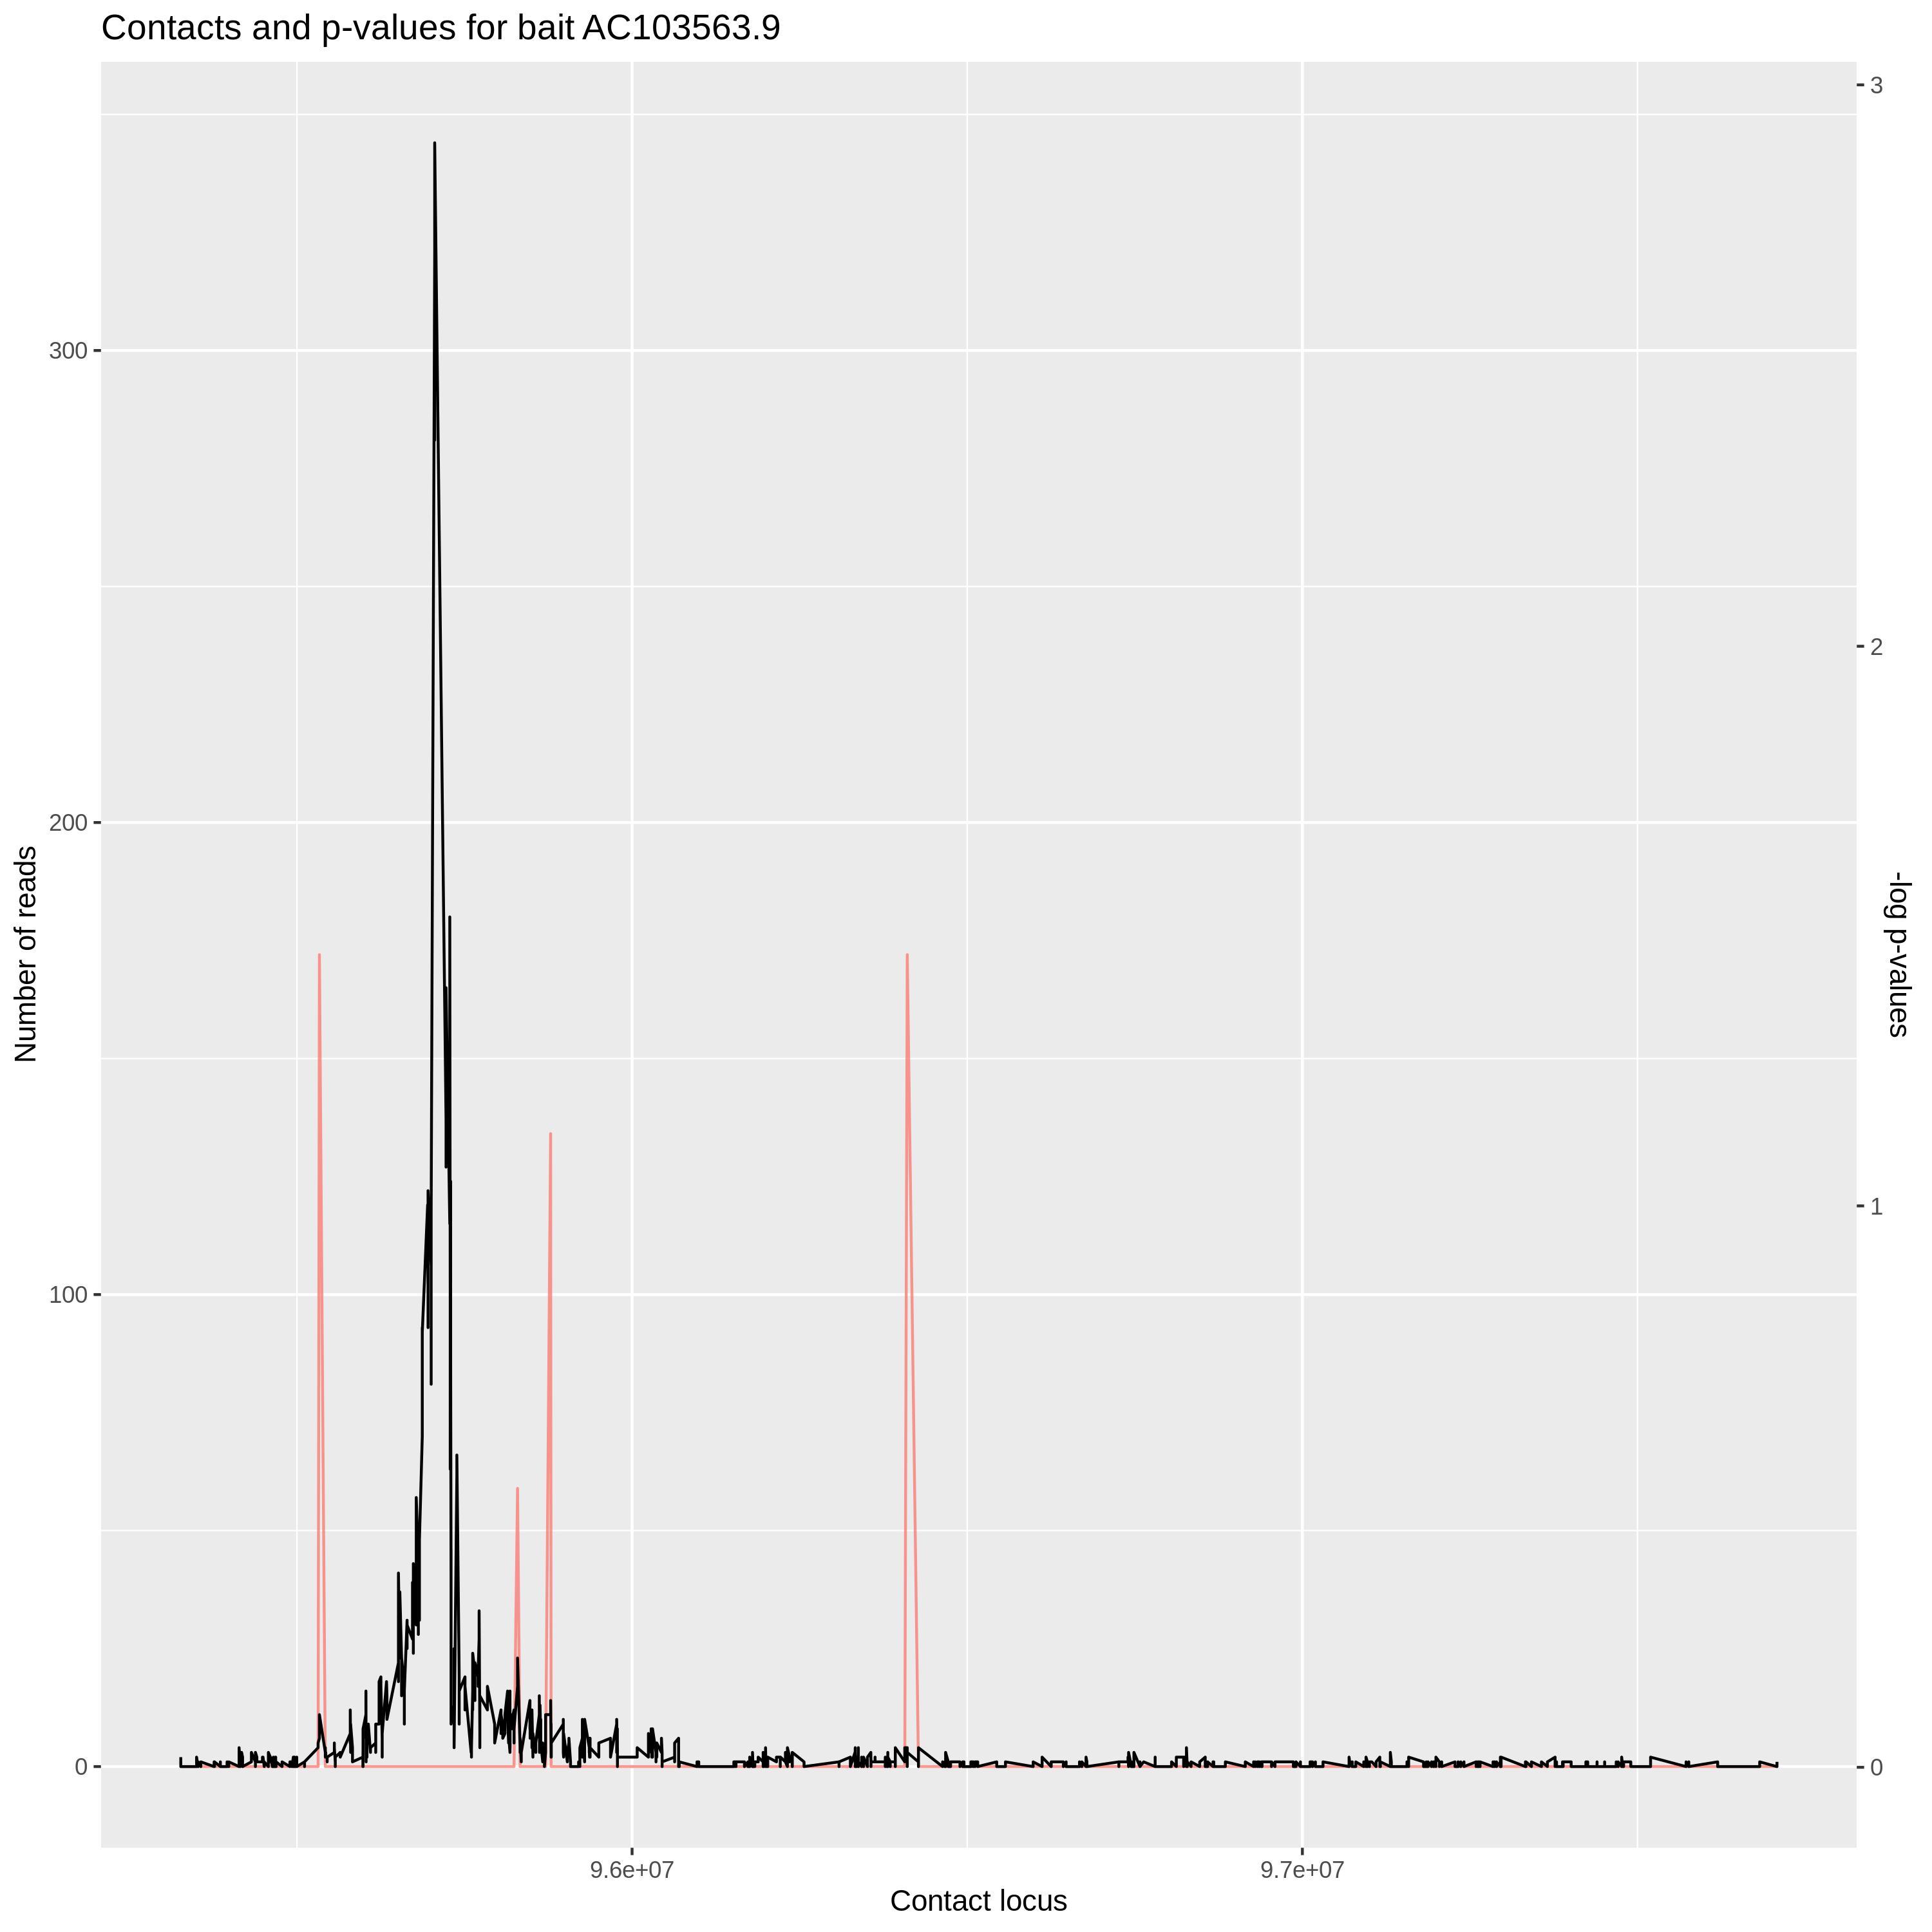 Contacts and p-values for bait AC103563.9
3
300
2
200
Number of reads
-log p-values
1
100
0
0
9.6e+07
9.7e+07
Contact locus